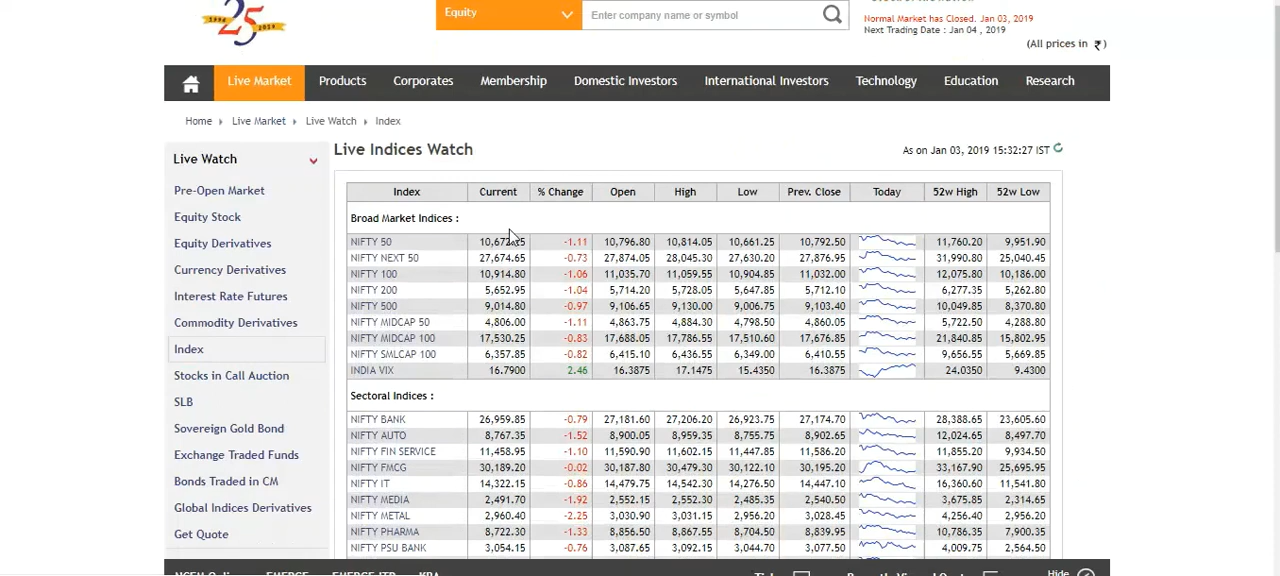 25
1994 2019
Equity
Enter company name or symbol
Normal Market has Closed. Jan 03, 2019
Next Trading Date : Jan 04 , 2019
(All prices in ₹)
Live Market Products Corporates Membership Domestic Investors International Investors Technology Education Research
Home Live Market Live Watch Index
Live Watch
Pre-Open Market
Equity Stock
Equity Derivatives
Currency Derivatives
Interest Rate Futures
Commodity Derivatives
Index
Stocks in Call Auction
SLB
Sovereign Gold Bond
Exchange Traded Funds
Bonds Traded in CM
Global Indices Derivatives
Get Quote
Live Indices Watch
As on Jan 03, 2019 15:32:27 IST
Index Current % Change Open High Low Prev. Close Today 52w High 52w Low
Broad Market Indices :
NIFTY 50 -1.11 10,796.80 10,814.05 10,661.25 10,792.50 11,760.20 9,951.90
NIFTY NEXT 50 27,674.65 -0.73 27,874.05 28,045.30 27,630.20 27,876.95 31,990.80 25,040.45
NIFTY 100 10,914.80 -1.06 11,035.70 11,059.55 10,904.85 11,032.00 12,075.80 10,186.00
NIFTY 200 5,652.95 -1.04 5,714.20 5,728.05 5,647.85 5,712.10 6,277.35 5,262.80
NIFTY 500 9,014.80 -0.97 9,106.65 9,130.00 9,006.75 9,103.40 10,049.85 8,370.80
NIFTY MIDCAP 50 4,806.00 -1.11 4,863.75 4,884.30 4,798.50 4,860.05 5,722.50 4,288.80
NIFTY MIDCAP 100 17,530.25 -0.83 17,688.05 17,786.55 17,510.60 17,676.85 21,840.85 15,802.95
NIFTY SMLCAP 100 6,357.85 -0.82 6,415.10 6,436.55 6,349.00 6,410.55 9,656.55 5,669.85
INDIA VIX 16.7900 2.46 16.3875 17.1475 15.4350 16.3875 24.0350 9.4300
Sectoral Indices :
NIFTY BANK 26,959.85 -0.79 27,181.60 27,206.20 26,923.75 27,174.70 28,388.65 23,605.60
NIFTY AUTO 8,767.35 -1.52 8,900.05 8,959.35 8,755.75 8,902.65 12,024.65 8,497.70
NIFTY FIN SERVICE 11,458.95 -1.10 11,590.90 11,602.15 11,447.85 11,586.20 11,855.20 9,934.50
NIFTY FMCG 30,189.20 -0.02 30,187.80 30,479.30 30,122.10 30,195.20 33,167.90 25,695.95
NIFTY IT 14,322.15 -0.86 14,479.75 14,542.30 14,276.50 14,447.10 16,360.60 11,541.80
NIFTY MEDIA 2,491.70 -1.92 2,552.15 2,552.30 2,485.35 2,540.50 3,675.85 2,314.65
NIFTY METAL 2,960.40 -2.25 3,030.90 3,031.15 2,956.20 3,028.45 4,256.40 2,956.20
NIFTY PHARMA 8,722.30 -1.33 8,856.50 8,867.55 8,704.50 8,839.95 10,786.35 7,900.35
NIFTY PSU BANK 3,054.15 -0.76 3,087.65 3,092.15 3,044.70 3,077.50 4,009.75 2,564.50
Hide